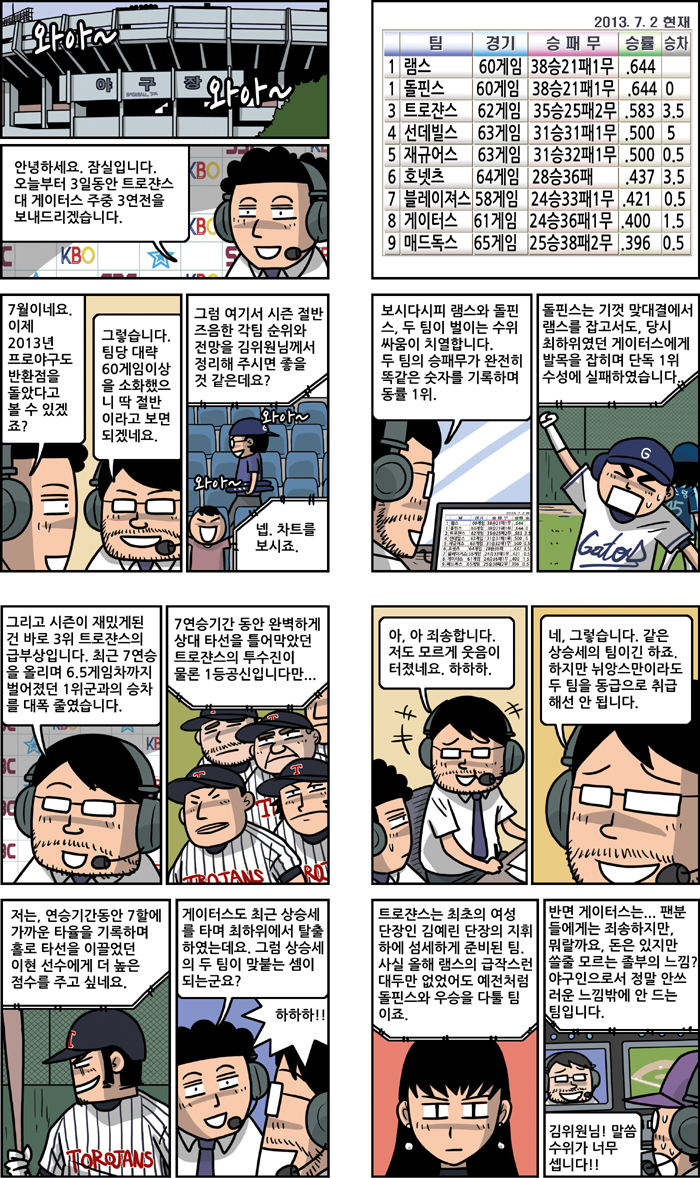 와아~
야구장
BASEBALL
와아~
안녕하세요. 잠실입니다.
오늘부터 3일동안 트로쟌스
대 게이터스 주중 3연전을
보내드리겠습니다.
KBO
KBO
KBO
2013. 7. 2 현재
팀 경기 승 패 무 승률 승차
1 램스 60게임 38승21패1무 .644
1 돌핀스 60게임 38승21패1무 .644 0
3 트로쟌스 62게임 35승25패2무 .583 3.5
4 선데빌스 63게임 31승31패1무 .500 5
5 재규어스 63게임 31승32패1무 .500 0.5
6 호넷츠 64게임 28승36패 .437 3.5
7 블레이져스 58게임 24승33패1무 .421 0.5
8 게이터스 61게임 24승36패1무 .400 1.5
9 매드독스 65게임 25승38패2무 .396 0.5
7월이네요.
이제
2013년
프로야구도
반환점을
돌았다고
볼 수 있겠
죠?
그렇습니다.
팀당 대략
60게임이상
을 소화했으
니 딱 절반
이라고 보면
되겠네요.
그럼 여기서 시즌 절반
즈음한 각팀 순위와
전망을 김위원님께서
정리해 주시면 좋을
것 같은데요?
와아~
와아~
넵. 차트를
보시죠.
보시다시피 램스와 돌핀
스, 두 팀이 벌이는 수위
싸움이 치열합니다.
두 팀의 승패무가 완전히
똑같은 숫자를 기록하며
동률 1위.
돌핀스는 기껏 맞대결에서
램스를 잡고서도, 당시
최하위였던 게이터스에게
발목을 잡히며 단독 1위
수성에 실패하였습니다.
G
Gators
그리고 시즌이 재밌게된
건 바로 3위 트로쟌스의
급부상입니다. 최근 7연승
을 올리며 6.5게임차까지
벌어졌던 1위군과의 승차
를 대폭 줄였습니다.
KBO
7연승기간 동안 완벽하게
상대 타선을 틀어막았던
트로쟌의 투수진이
물론 1등공신입니다만...
T
TROJANS
아, 아 죄송합니다.
저도 모르게 웃음이
터졌네요. 하하하.
네, 그렇습니다. 같은
상승세의 팀이긴 하죠.
하지만 뉘앙스만이라도
두 팀을 동급으로 취급
해선 안 됩니다.
저는, 연승기간동안 7할에
가까운 타율을 기록하며
홀로 타선을 이끌었던
이현 선수에게 더 높은
점수를 주고 싶네요.
T
TOROJANS
게이터스도 최근 상승세
를 타며 최하위에서 탈출
하였는데요. 그럼 상승세
의 두 팀이 맞붙는 셈이
되는군요?
하하하!!
트로쟌스는 최초의 여성
단장인 김예린 단장의 지휘
하에 섬세하게 준비된 팀.
사실 올해 램스의 급작스런
대두만 없었어도 예전처럼
돌핀스와 우승을 다툴 팀
이죠.
반면 게이터스는... 팬분
들에게는 죄송하지만,
뭐랄까요, 돈은 있지만
쓸줄 모르는 졸부의 느낌?
야구인으로서 정말 안쓰
러운 느낌밖에 안 드는
팀입니다.
김위원님! 말씀
수위가 너무
셉니다!!